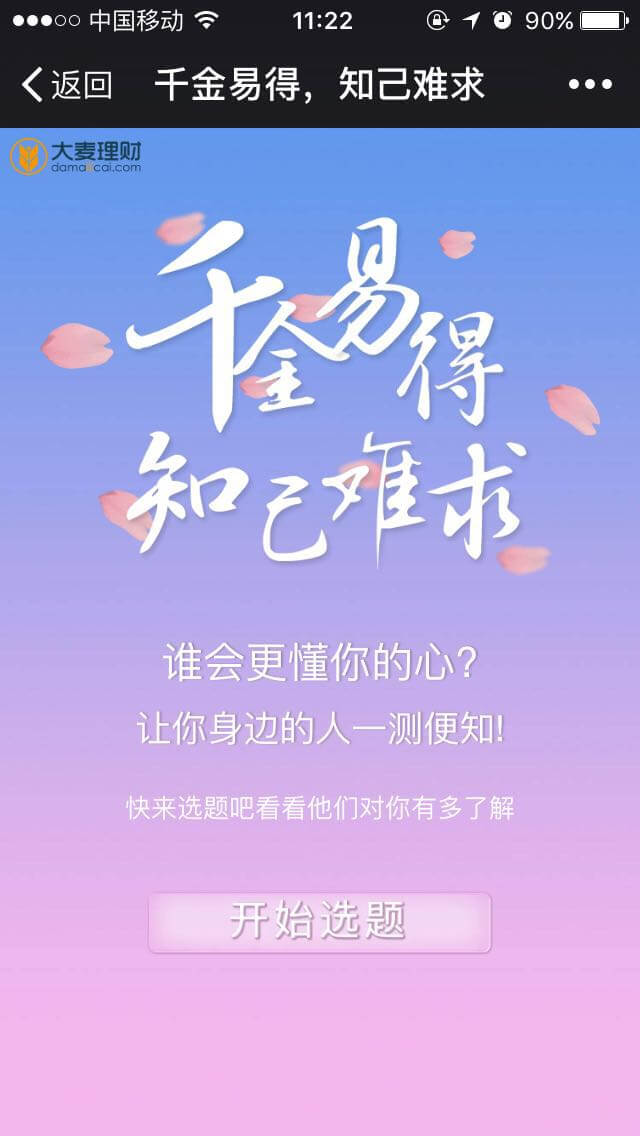 中国移动 11:22 90%
返回 千金易得，知己难求
大麦理财
damailicai.com
千金易得
知己难求
谁会更懂你的心?
让你身边的人一测便知!
快来选题吧看看他们对你有多了解
开始选题